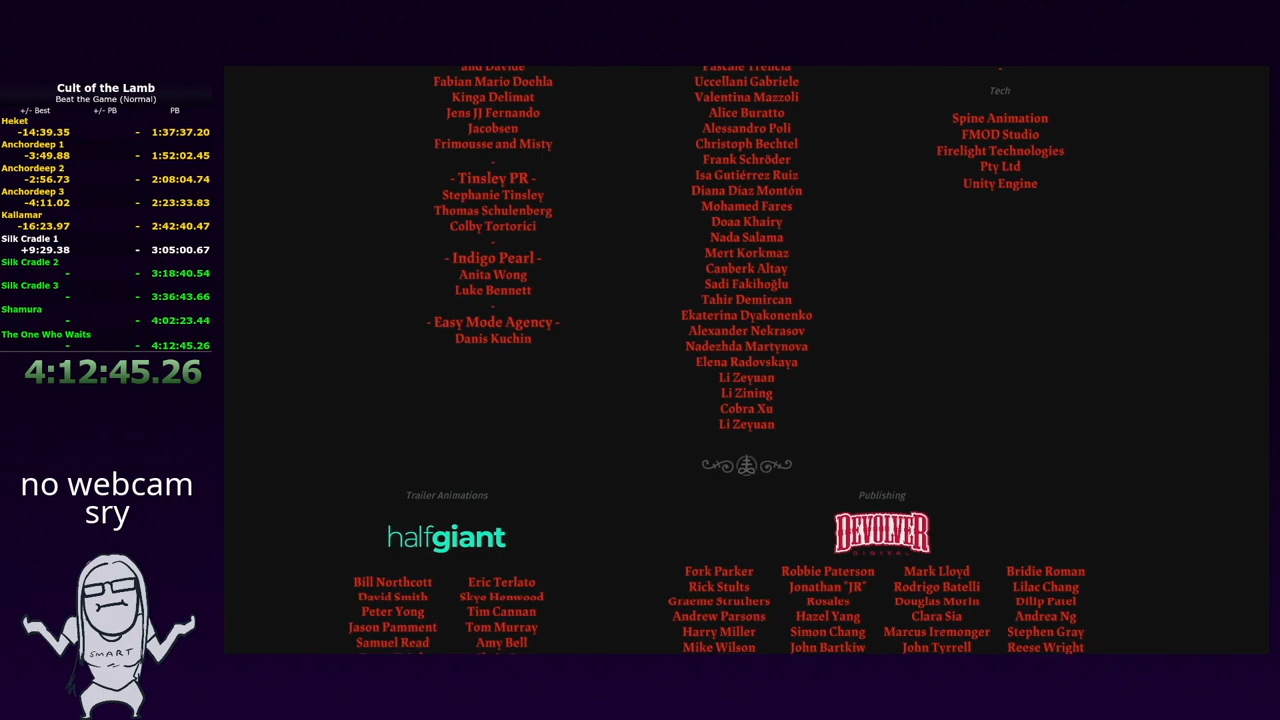 Cult of the Lamb
Beat the Game (Normal)
+/- Best +/- PB PB
Heket
-14:39.35 - 1:37:37.20
Anchordeep 1
-3:49.88 - 1:52:02.45
Anchordeep 2
-2:56.73 - 2:08:04.74
Anchordeep 3
-4:11.02 - 2:23:33.83
Kallamar
-16:23.97 - 2:42:40.47
Silk Cradle 1
+9:29.38 - 3:05:00.67
Silk Cradle 2
- - 3:18:40.54
Silk Cradle 3
- - 3:36:43.66
Shamura
- - 4:02:23.44
The One Who Waits
- - 4:12:45.26
4:12:45.26
no webcam
sry
SMART
and Davide
Fabian Mario Doehla
Kinga Delimat
Jens JJ Fernando
Jacobsen
Frimousse and Misty
-
- Tinsley PR -
Stephanie Tinsley
Thomas Schulenberg
Colby Tortorici
-
- Indigo Pearl -
Anita Wong
Luke Bennett
-
- Easy Mode Agency -
Danis Kuchin
Uccellani Gabriele
Valentina Mazzoli
Alice Buratto
Alessandro Poli
Christoph Bechtel
Frank Schröder
Isa Gutiérrez Ruiz
Diana Díaz Montón
Mohamed Fares
Doaa Khairy
Nada Salama
Mert Korkmaz
Canberk Altay
Sadi Fakihoğlu
Tahir Demircan
Ekaterina Dyakonenko
Alexander Nekrasov
Nadezhda Martynova
Elena Radovskaya
Li Zeyuan
Li Zining
Cobra Xu
Li Zeyuan
-
Tech
Spine Animation
FMOD Studio
Firelight Technologies
Pty Ltd
Unity Engine
Trailer Animations
halfgiant
Bill Northcott Eric Terlato
David Smith Skye Henwood
Peter Yong Tim Cannan
Jason Pamment Tom Murray
Samuel Read Amy Bell
Publishing
DEVOLVER
DIGITAL
Fork Parker Robbie Paterson Mark Lloyd Bridie Roman
Rick Stults Jonathan "JR" Rodrigo Batelli Lilac Chang
Graeme Struthers Rosales Douglas Morin Dilip Patel
Andrew Parsons Hazel Yang Clara Sia Andrea Ng
Harry Miller Simon Chang Marcus Iremonger Stephen Gray
Mike Wilson John Bartkiw John Tyrrell Reese Wright